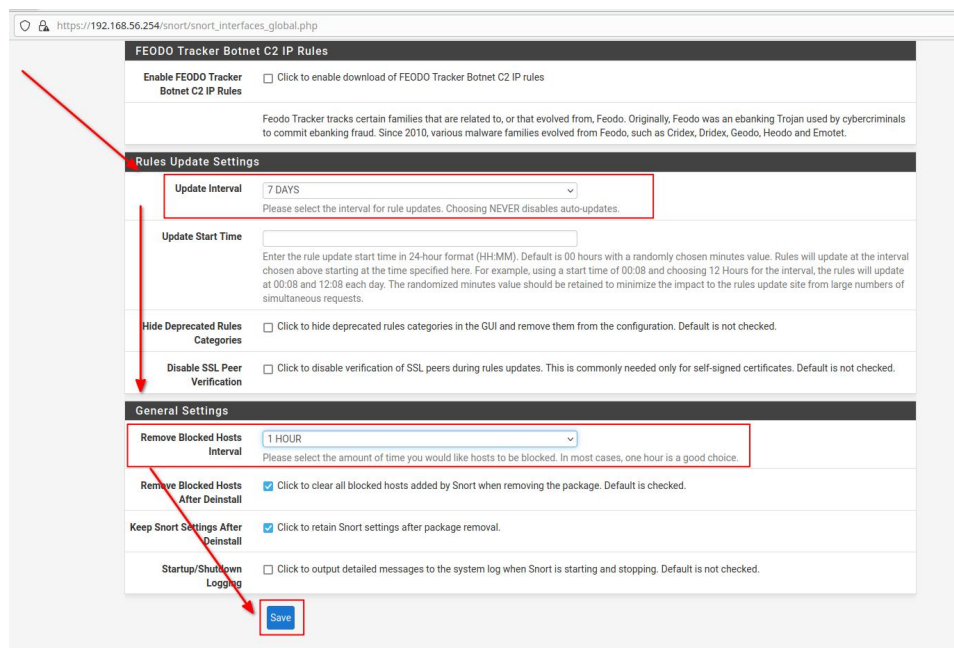 https://192.168.56.254/snort/snort_interfaces_global.php
FEODO Tracker Botnet C2 IP Rules
Enable FEODO Tracker
Botnet C2 IP Rules
Click to enable download of FEODO Tracker Botnet C2 IP rules
Feodo Tracker tracks certain families that are related to, or that evolved from, Feodo. Originally, Feodo was an ebanking Trojan used by cybercriminals
to commit ebanking fraud. Since 2010, various malware families evolved from Feodo, such as Cridex, Dridex, Geodo, Heodo and Emotet.
Rules Update Settings
Update Interval
7 DAYS
Please select the interval for rule updates. Choosing NEVER disables auto-updates.
Update Start Time
Enter the rule update start time in 24-hour format (HH:MM). Default is 00 hours with a randomly chosen minutes value. Rules will update at the interval
chosen above starting at the time specified here. For example, using a start time of 00:08 and choosing 12 Hours for the interval, the rules will update
at 00:08 and 12:08 each day. The randomized minutes value should be retained to minimize the impact to the rules update site from large numbers of
simultaneous requests.
Hide Deprecated Rules
Categories
Click to hide deprecated rules categories in the GUI and remove them from the configuration. Default is not checked.
Disable SSL Peer
Verification
Click to disable verification of SSL peers during rules updates. This is commonly needed only for self-signed certificates. Default is not checked.
General Settings
Remove Blocked Hosts
Interval
1 HOUR
Please select the amount of time you would like hosts to be blocked. In most cases, one hour is a good choice.
Remove Blocked Hosts
After Deinstall
Click to clear all blocked hosts added by Snort when removing the package. Default is checked.
Keep Snort Settings After
Deinstall
Click to retain Snort settings after package removal.
Startup/Shutdown
Logging
Click to output detailed messages to the system log when Snort is starting and stopping. Default is not checked.
Save